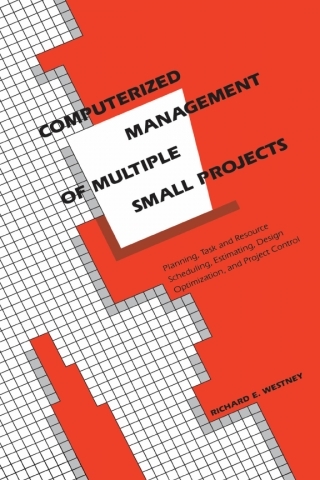 COMPUTERIZED
MANAGEMENT
OF MULTIPLE
SMALL PROJECTS
Planning, Task and Resource
Scheduling, Estimating, Design
Optimization, and Project Control
RICHARD E. WESTNEY